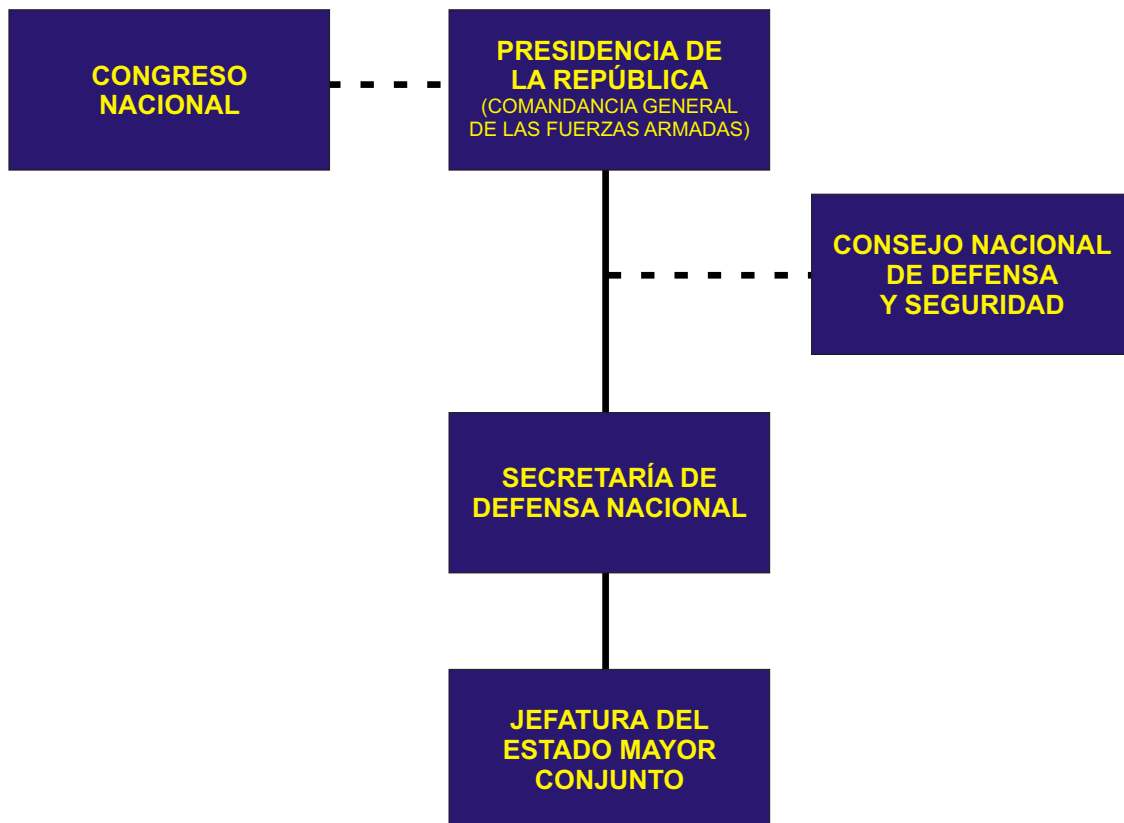 CONGRESO
NACIONAL
PRESIDENCIA DE
LA REPÚBLICA
(COMANDANCIA GENERAL
DE LAS FUERZAS ARMADAS)
CONSEJO NACIONAL
DE DEFENSA
Y SEGURIDAD
SECRETARÍA DE
DEFENSA NACIONAL
JEFATURA DEL
ESTADO MAYOR
CONJUNTO